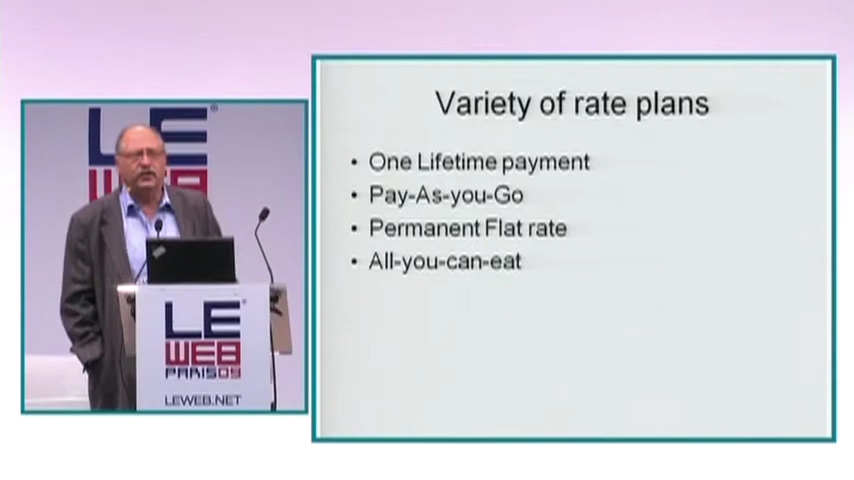 LE
WEB
LE
WEB
PARIS09
LEWEB.NET
Variety of rate plans
• One Lifetime payment
• Pay-As-you-Go
• Permanent Flat rate
• All-you-can-eat